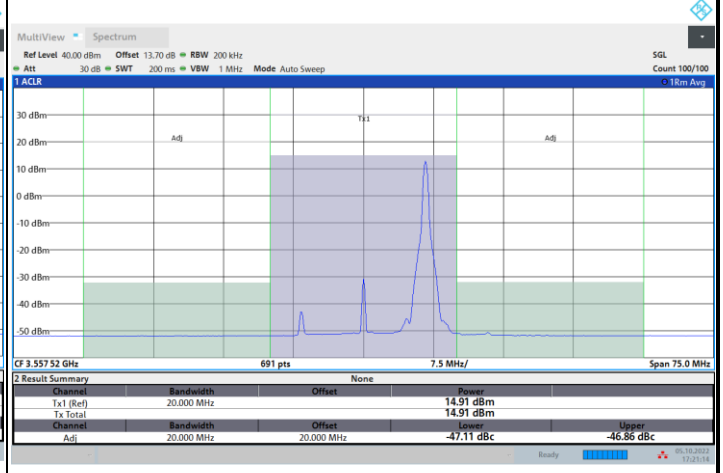 MultiView Spectrum
Ref Level 40.00 dBm Offset 13.70 dB RBW 200 kHz SGL
Att 30 dB SWT 200 ms VBW 1 MHz Mode Auto Sweep Count 100/100
1 ACLR 1Rm Avg
30 dBm
Tx1
20 dBm Adj Adj
10 dBm
0 dBm
-10 dBm
-20 dBm
-30 dBm
-40 dBm
-50 dBm
CF 3.557 52 GHz 691 pts 7.5 MHz/ Span 75.0 MHz
2 Result Summary None
Channel Bandwidth Offset Power
Tx1 (Ref) 20.000 MHz 14.91 dBm
Tx Total 14.91 dBm
Channel Bandwidth Offset Lower Upper
Adj 20.000 MHz 20.000 MHz -47.11 dBc -46.86 dBc
Ready 05.10.2022
17:21:14